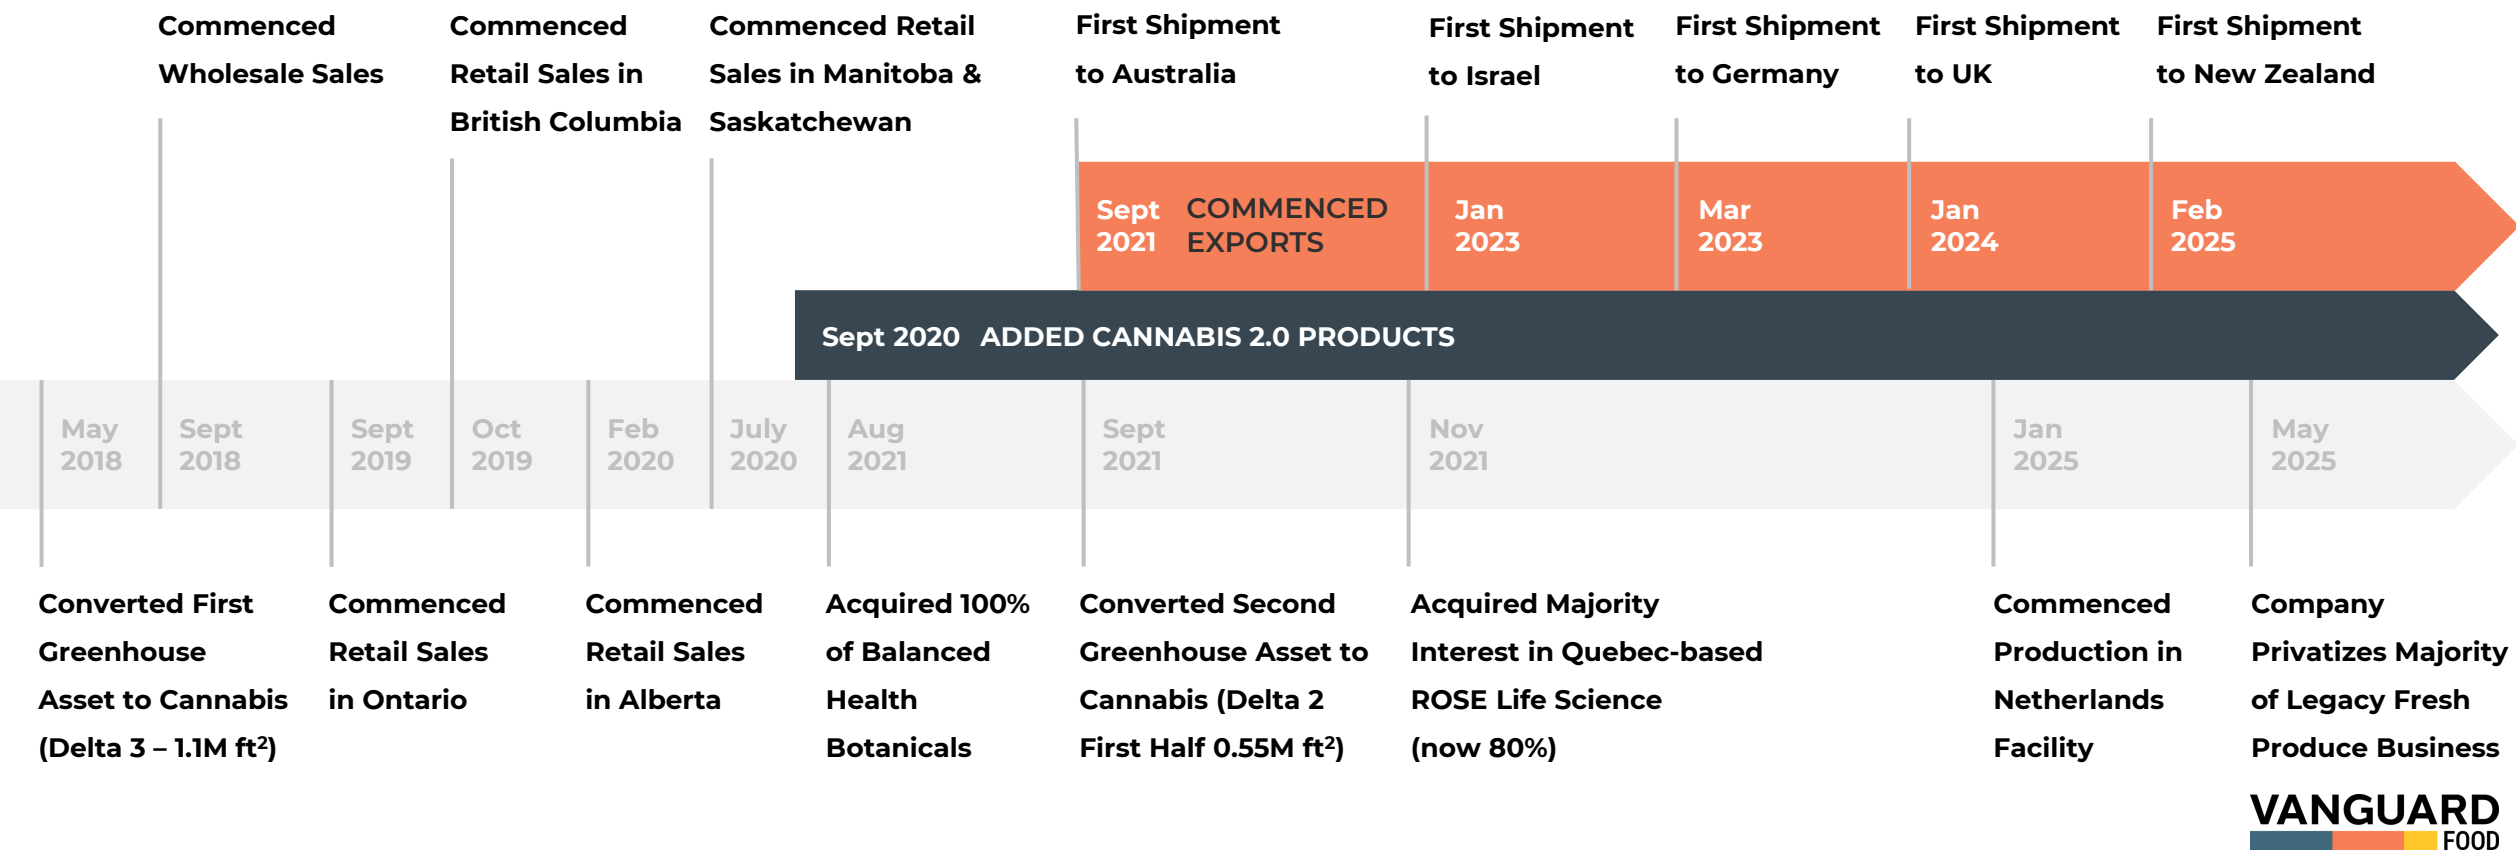 Commenced
Wholesale Sales
Commenced
Retail Sales in
British Columbia
Commenced Retail
Sales in Manitoba &
Saskatchewan
First Shipment
to Australia
First Shipment
to Israel
First Shipment
to Germany
First Shipment
to UK
First Shipment
to New Zealand
Sept
2021
COMMENCED
EXPORTS
Jan
2023
Mar
2023
Jan
2024
Feb
2025
Sept 2020 ADDED CANNABIS 2.0 PRODUCTS
May
2018
Sept
2018
Sept
2019
Oct
2019
Feb
2020
July
2020
Aug
2021
Sept
2021
Nov
2021
Jan
2025
May
2025
Converted First
Greenhouse
Asset to Cannabis
(Delta 3 – 1.1M ft²)
Commenced
Retail Sales
in Ontario
Commenced
Retail Sales
in Alberta
Acquired 100%
of Balanced
Health
Botanicals
Converted Second
Greenhouse Asset to
Cannabis (Delta 2
First Half 0.55M ft²)
Acquired Majority
Interest in Quebec-based
ROSE Life Science
(now 80%)
Commenced
Production in
Netherlands
Facility
Company
Privatizes Majority
of Legacy Fresh
Produce Business
VANGUARD
FOOD